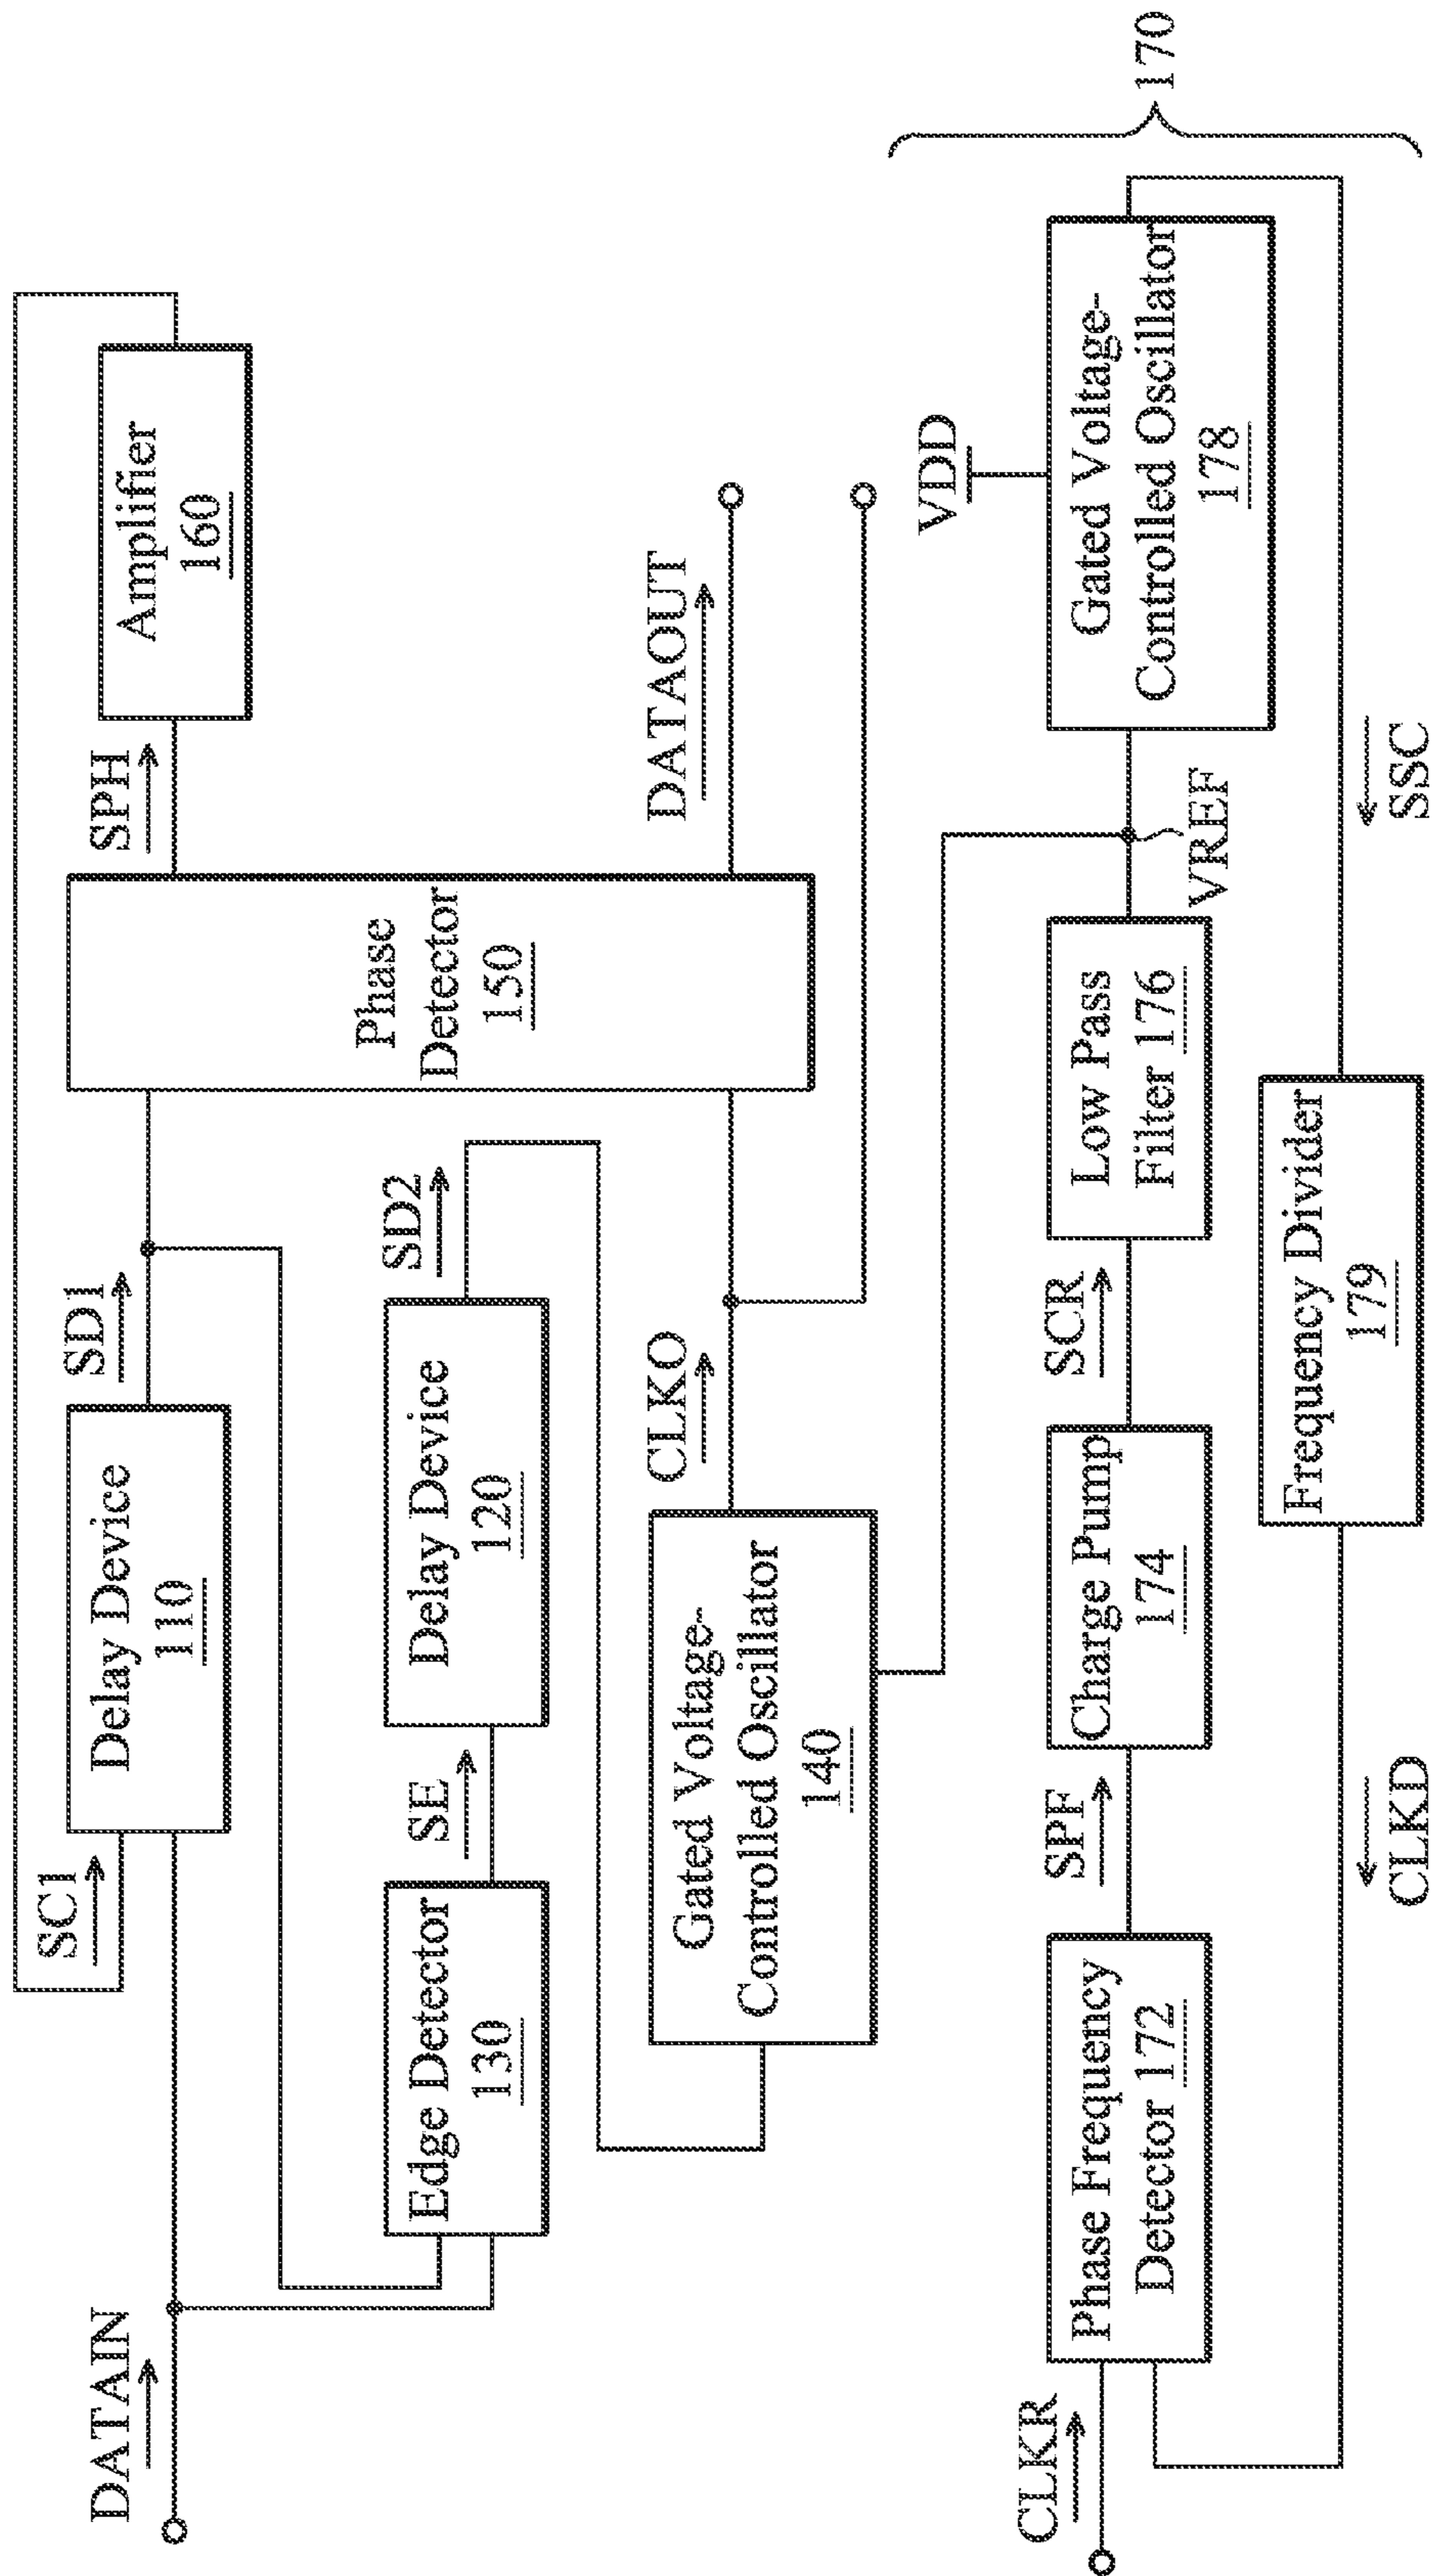 SC1
SD1
SPH
DATAIN
Delay Device
110
Amplifier
160
Edge Detector
130
SE
Delay Device
120
SD2
Phase
Detector
150
Gated Voltage-
Controlled Oscillator
140
CLKO
DATAOUT
CLKR
Phase Frequency
Detector 172
SPF
Charge Pump
174
SCR
Low Pass
Filter 176
VREF
VDD
Gated Voltage-
Controlled Oscillator
178
170
CLKD
Frequency Divider
179
SSC